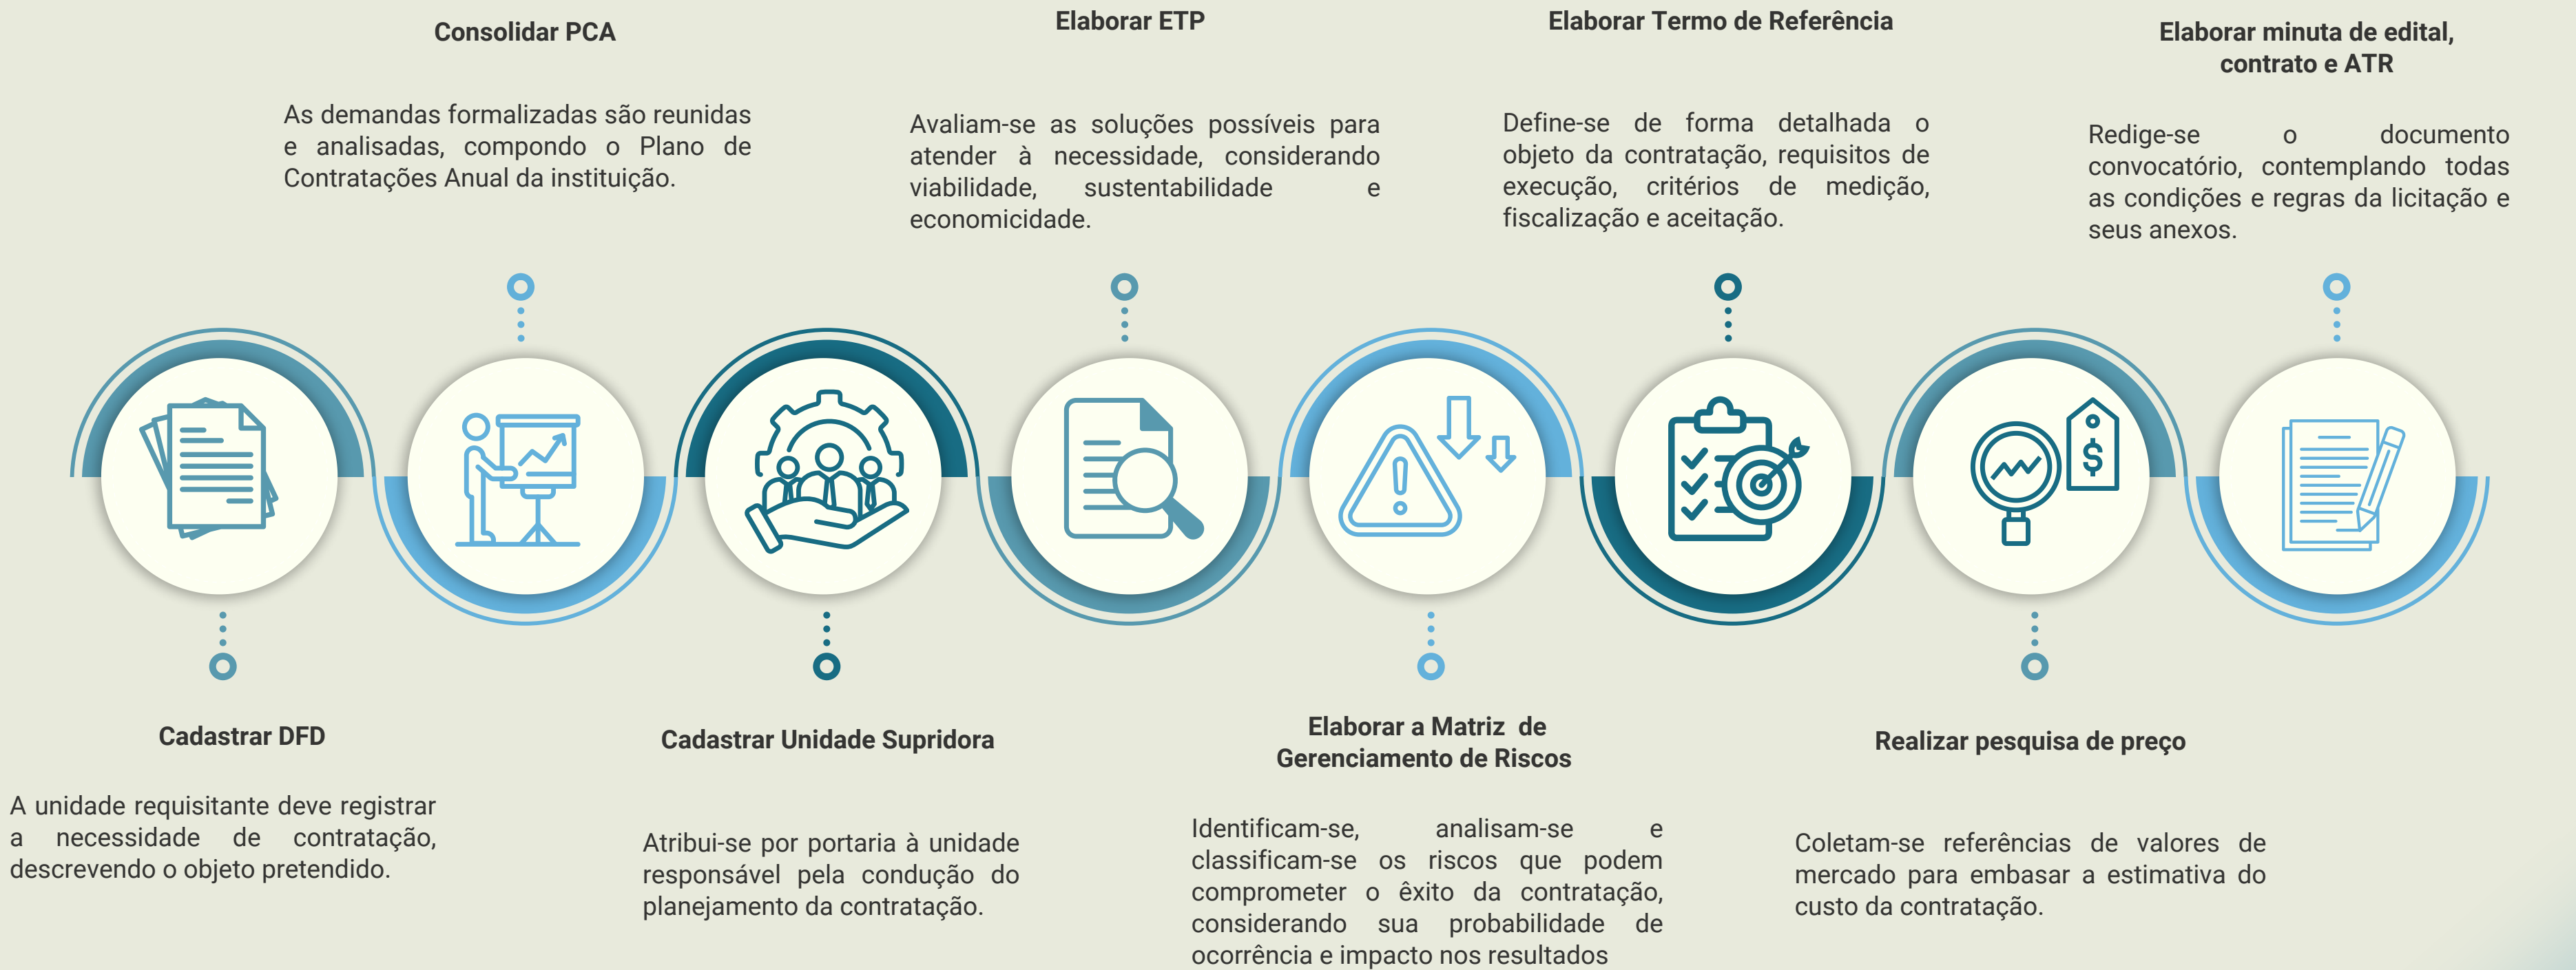 Consolidar PCA
As demandas formalizadas são reunidas
e analisadas, compondo o Plano de
Contratações Anual da instituição.
Elaborar ETP
Avaliam-se as soluções possíveis para
atender à necessidade, considerando
viabilidade, sustentabilidade e
economicidade.
Elaborar Termo de Referência
Define-se de forma detalhada o
objeto da contratação, requisitos de
execução, critérios de medição,
fiscalização e aceitação.
Elaborar minuta de edital,
contrato e ATR
Redige-se o documento
convocatório, contemplando todas
as condições e regras da licitação e
seus anexos.
$
Cadastrar DFD
A unidade requisitante deve registrar
a necessidade de contratação,
descrevendo o objeto pretendido.
Cadastrar Unidade Supridora
Atribui-se por portaria à unidade
responsável pela condução do
planejamento da contratação.
Elaborar a Matriz de
Gerenciamento de Riscos
Identificam-se, analisam-se e
classificam-se os riscos que podem
comprometer o êxito da contratação,
considerando sua probabilidade de
ocorrência e impacto nos resultados
Realizar pesquisa de preço
Coletam-se referências de valores de
mercado para embasar a estimativa do
custo da contratação.